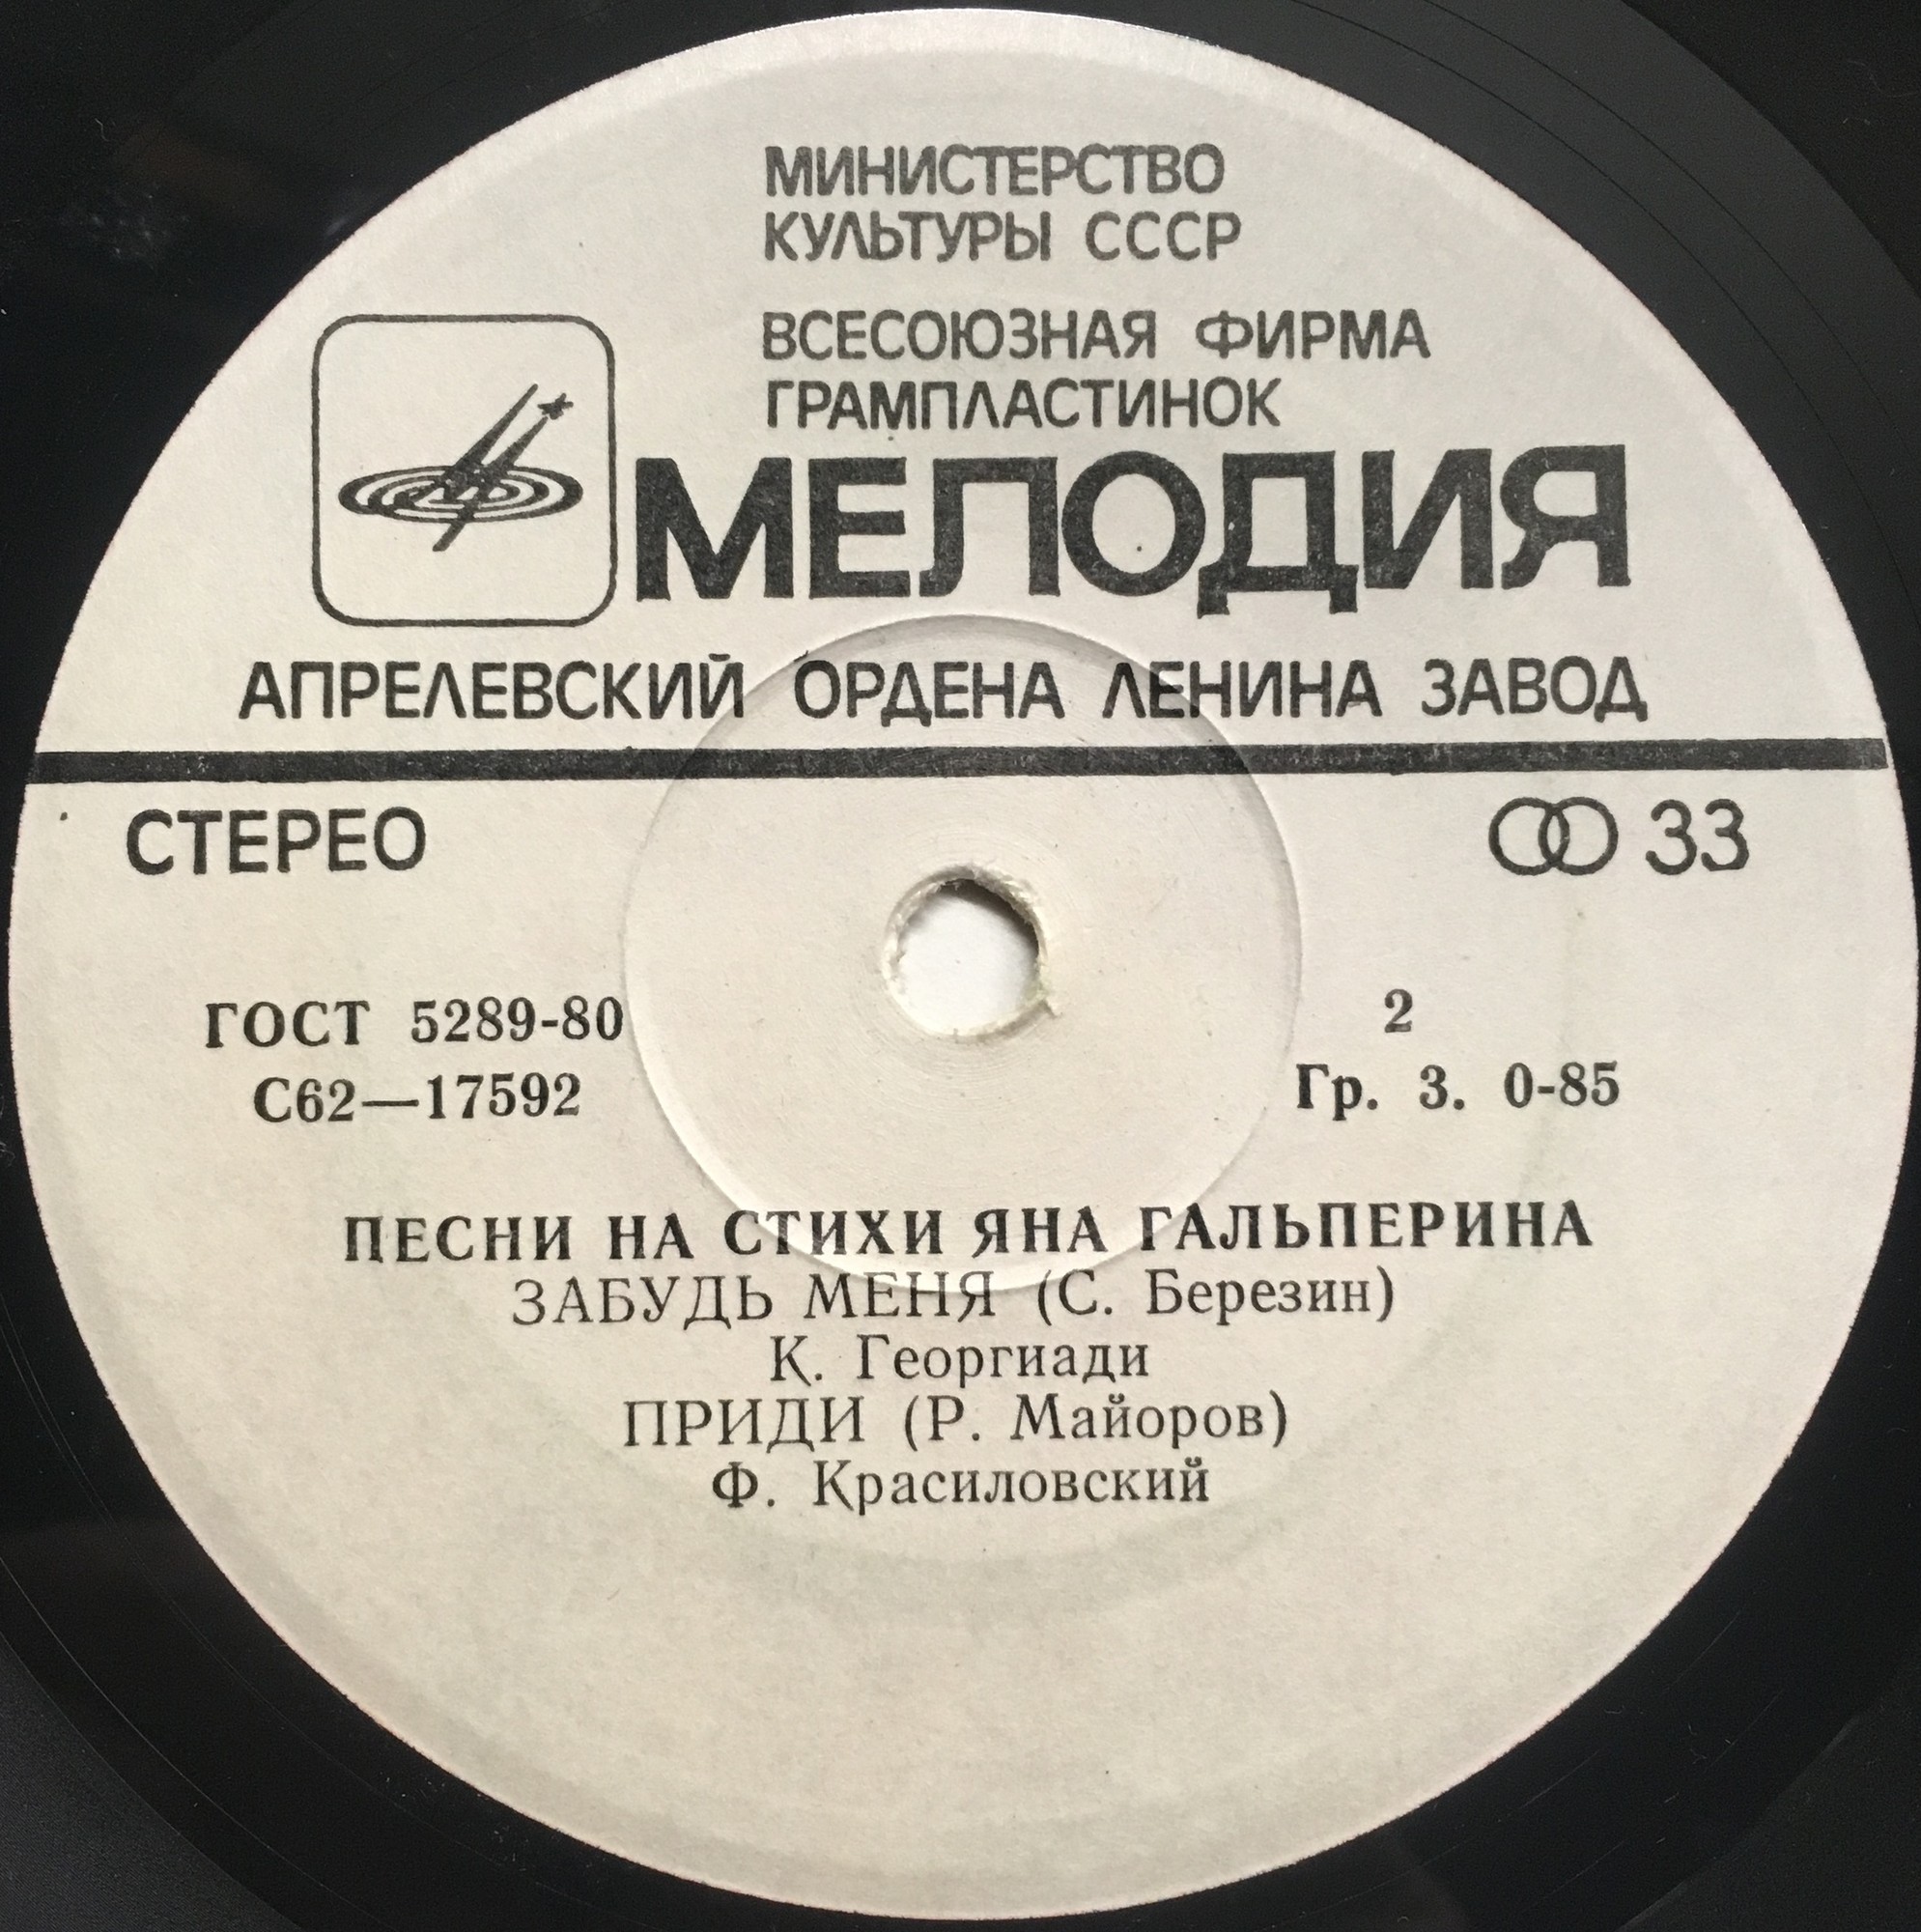 МИНИСТЕРСТВО
КУЛЬТУРЫ СССР
ВСЕСОЮЗНАЯ ФИРМА
ГРАМПЛАСТИНОК
МЕЛОДИЯ
АПРЕЛЕВСКИЙ ОРДЕНА ЛЕНИНА ЗАВОД
СТЕРЕО
33
ГОСТ 5289-80
2
С62—17592
Гр. 3. 0-85
ПЕСНИ НА СТИХИ ЯНА ГАЛЬПЕРИНА
ЗАБУДЬ МЕНЯ (С. Березин)
К. Георгиади
ПРИДИ (Р. Майоров)
Ф. Красиловский